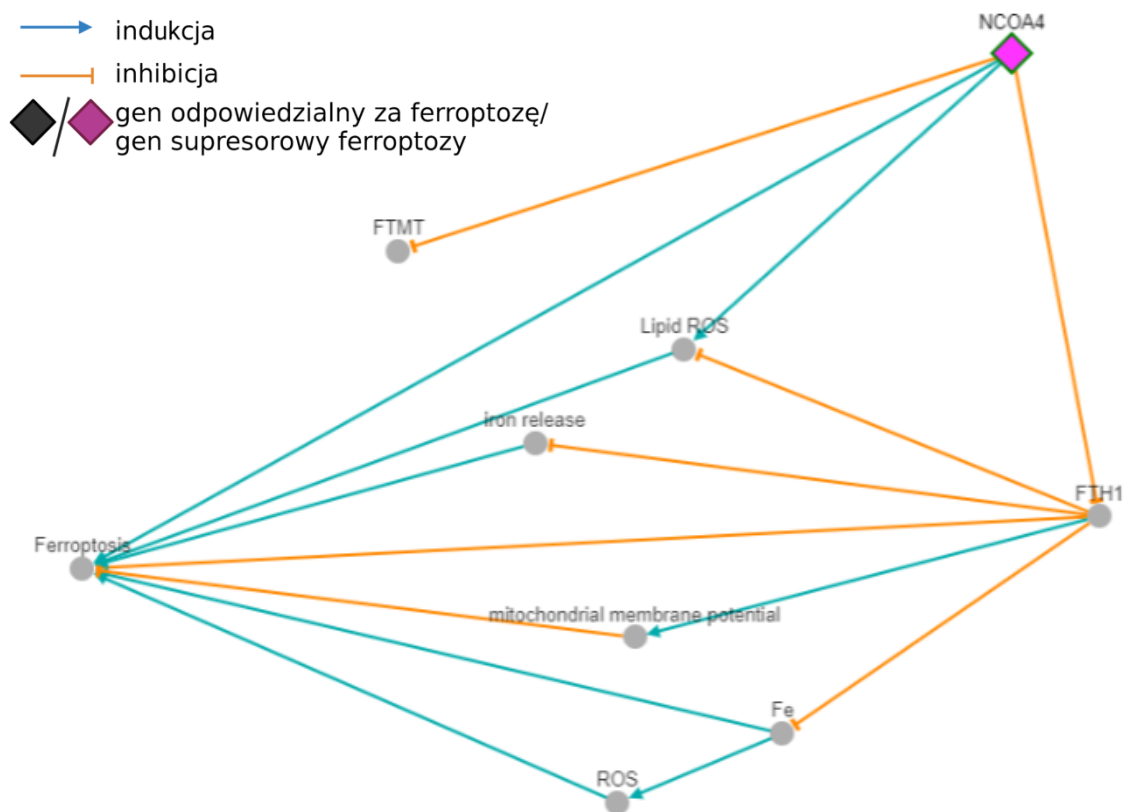 indukcja
inhibicja
gen odpowiedzialny za ferroptozę/
gen supresorowy ferroptozy
NCOA4
FTMT
Lipid ROS
iron release
FTH1
Ferroptosis
mitochondrial membrane potential
Fe
ROS